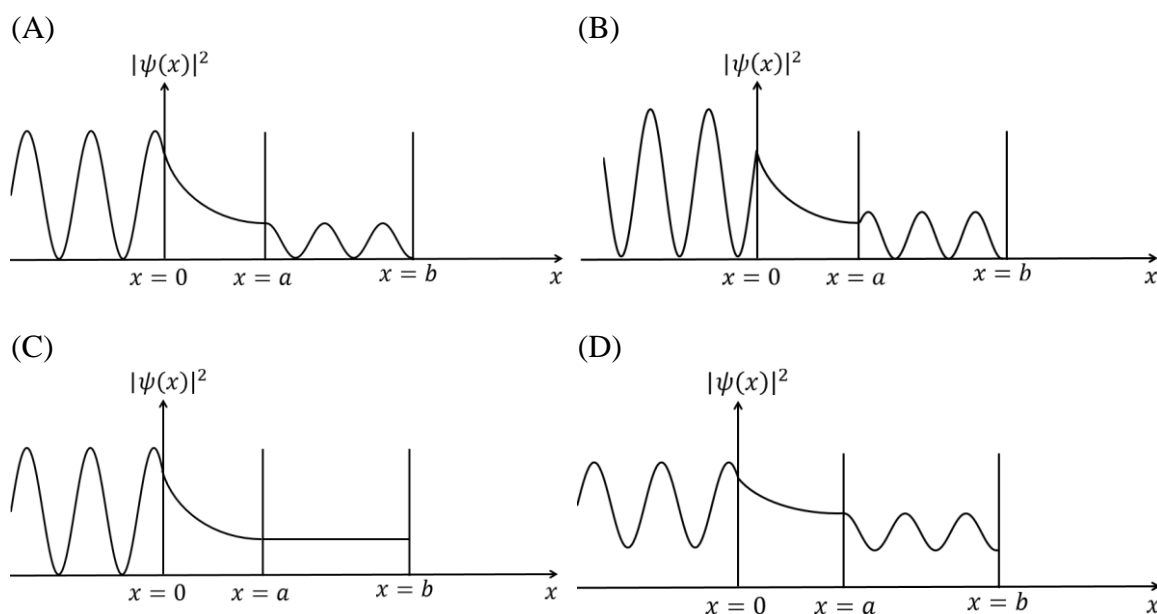 (A) (B)
|ψ(x)|² |ψ(x)|²
x = 0 x = a x = b x x = 0 x = a x = b x
(C) (D)
|ψ(x)|² |ψ(x)|²
x = 0 x = a x = b x x = 0 x = a x = b x